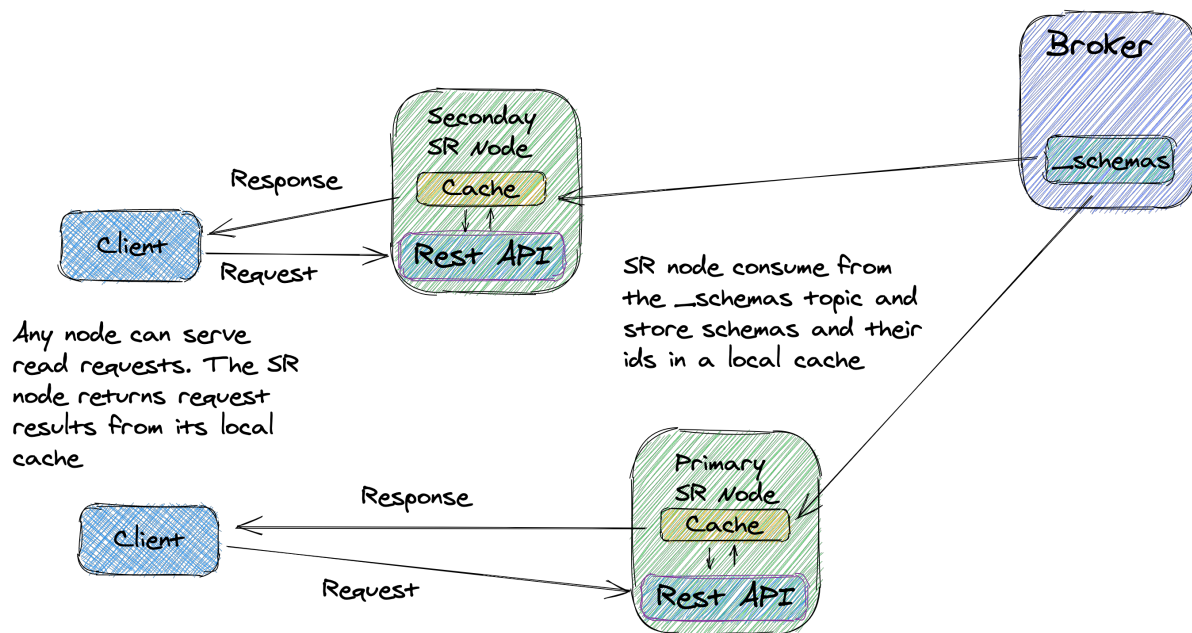 Broker
_schemas
Seconday
SR Node
Cache
Rest API
Response
Client
Request
SR node consume from
the _schemas topic and
store schemas and their
ids in a local cache
Any node can serve
read requests. The SR
node returns request
results from its local
cache
Primary
SR Node
Cache
Rest API
Response
Client
Request